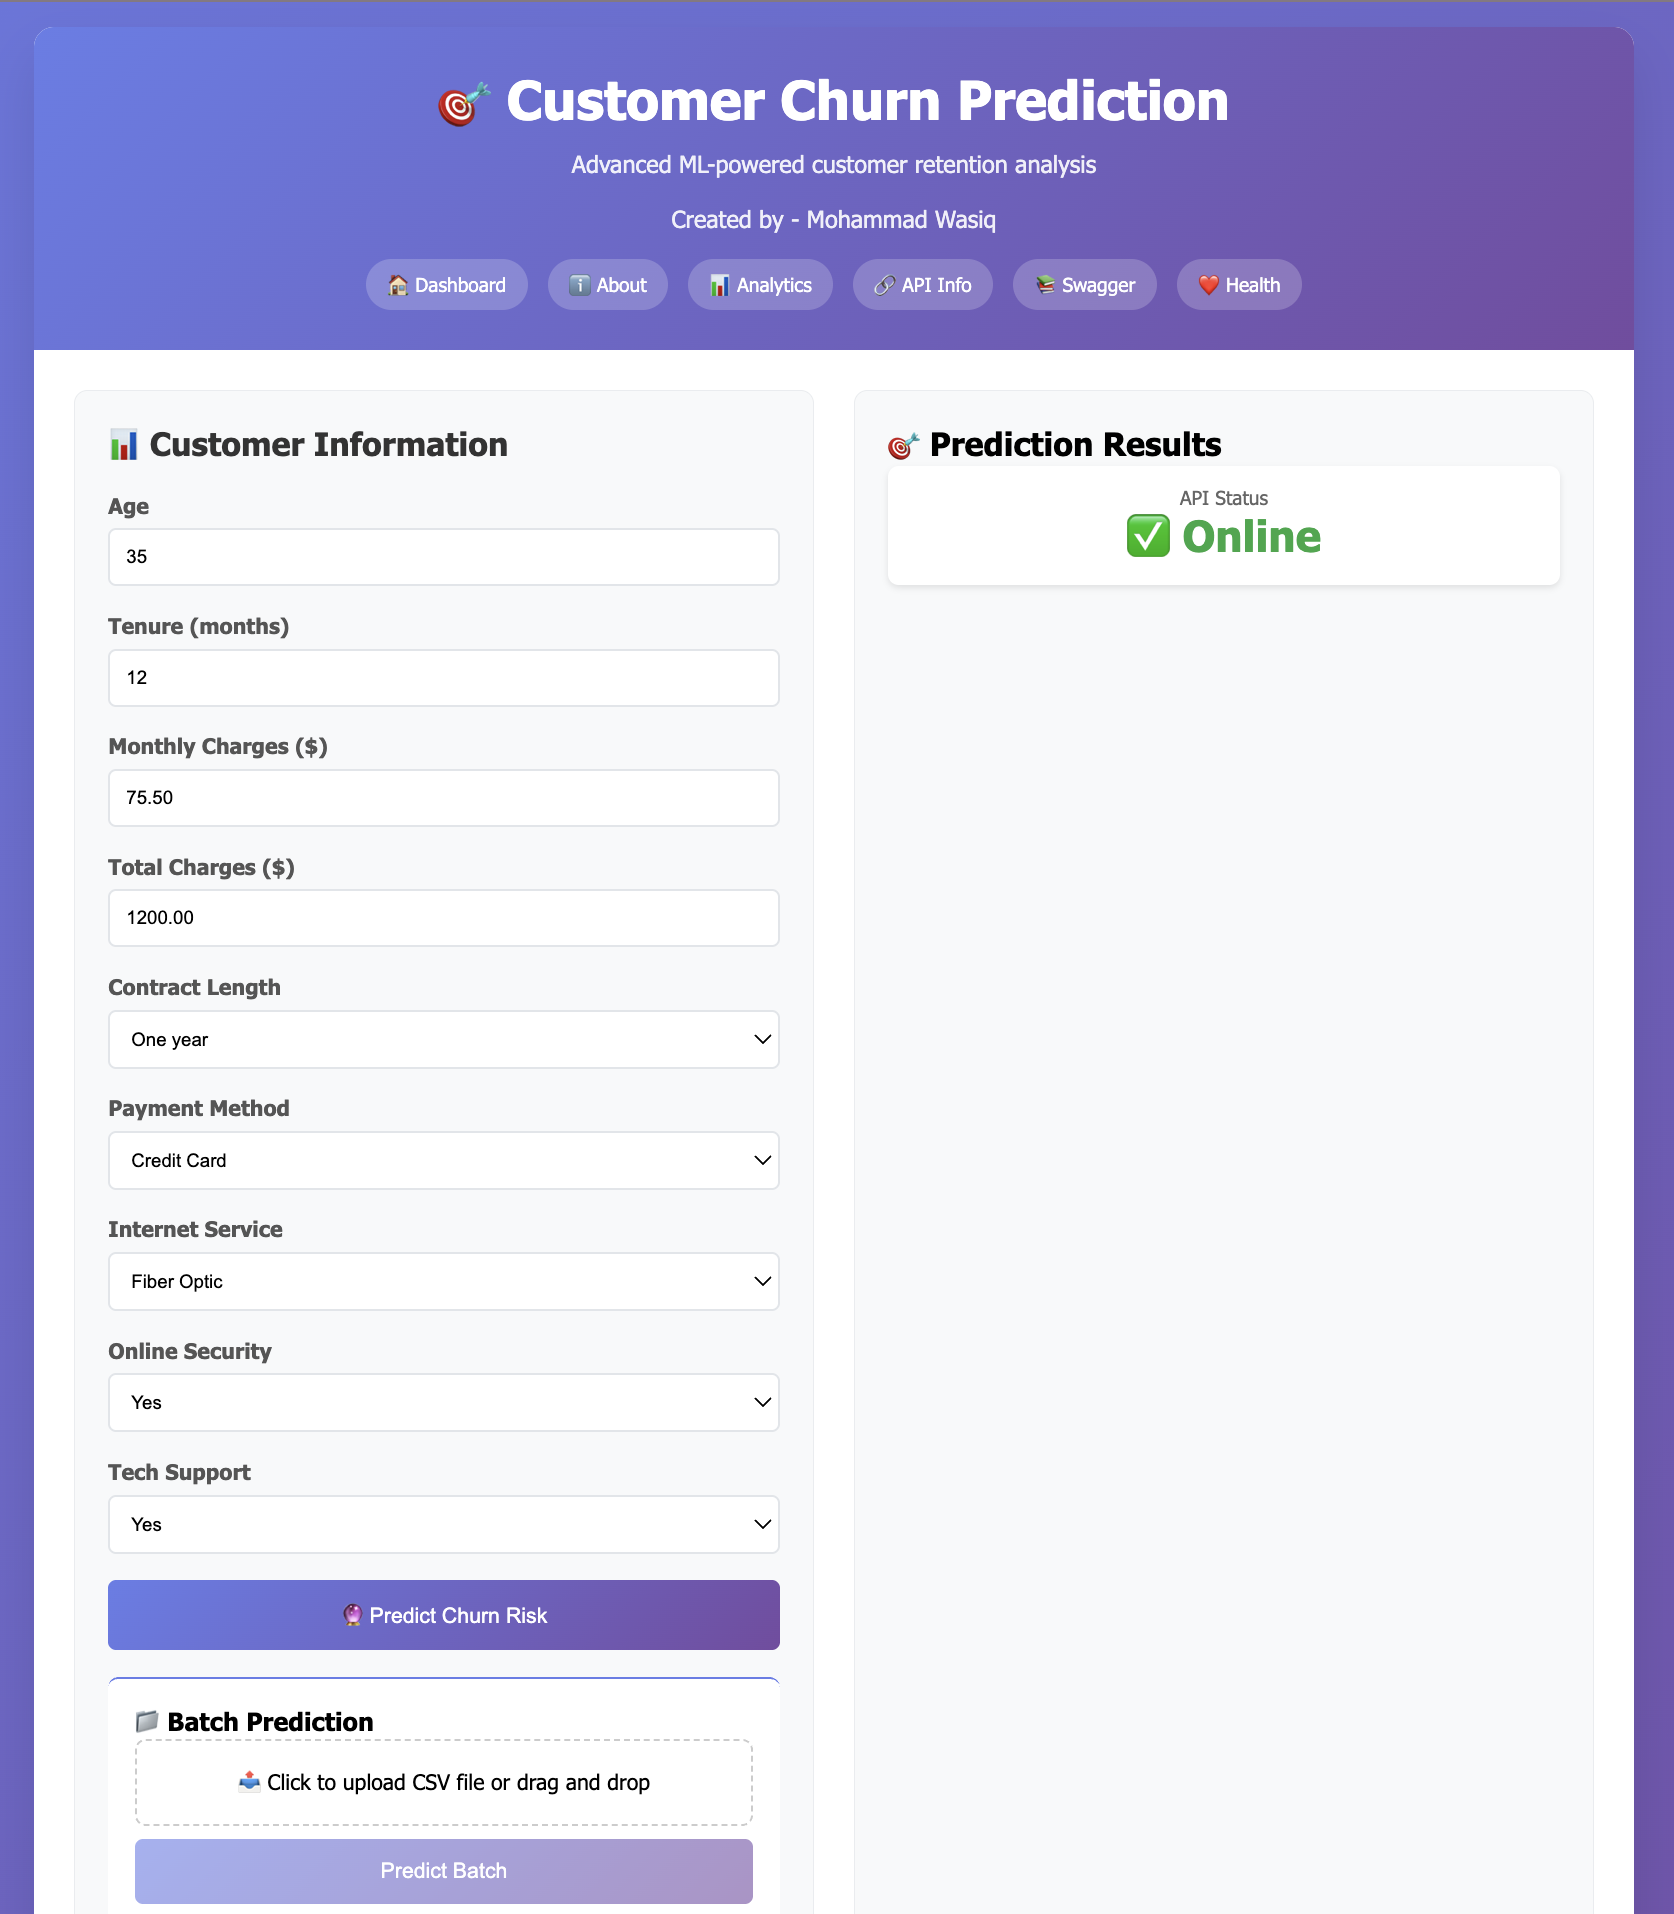 🎯 Customer Churn Prediction
Advanced ML-powered customer retention analysis
Created by - Mohammad Wasiq
🏠 Dashboard
ℹ️ About
📊 Analytics
🔗 API Info
📚 Swagger
❤️ Health
📊 Customer Information
Age
35
Tenure (months)
12
Monthly Charges ($)
75.50
Total Charges ($)
1200.00
Contract Length
One year
Payment Method
Credit Card
Internet Service
Fiber Optic
Online Security
Yes
Tech Support
Yes
🔮 Predict Churn Risk
📁 Batch Prediction
📤 Click to upload CSV file or drag and drop
Predict Batch
🎯 Prediction Results
API Status
✅ Online